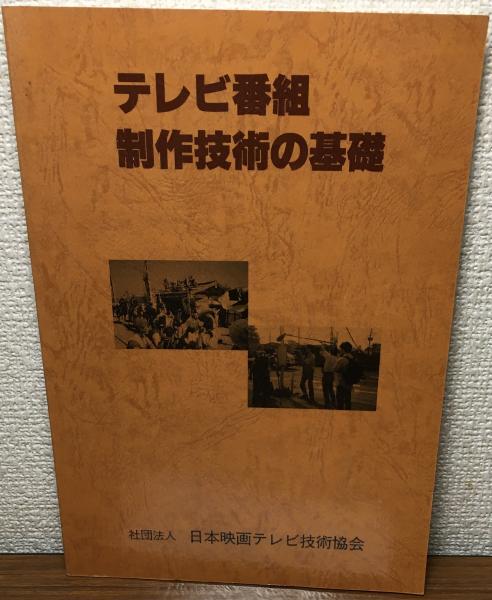 テレビ番組
制作技術の基礎
社団法人 日本映画テレビ技術協会